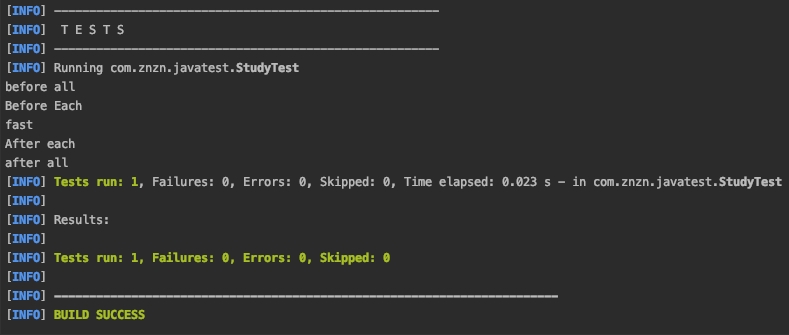 [INFO] -------------------------------------------------------
[INFO]  T E S T S
[INFO] -------------------------------------------------------
[INFO] Running com.znzn.javatest.StudyTest
before all
Before Each
fast
After each
after all
[INFO] Tests run: 1, Failures: 0, Errors: 0, Skipped: 0, Time elapsed: 0.023 s - in com.znzn.javatest.StudyTest
[INFO]
[INFO] Results:
[INFO]
[INFO] Tests run: 1, Failures: 0, Errors: 0, Skipped: 0
[INFO]
[INFO] ------------------------------------------------------------------------
[INFO] BUILD SUCCESS